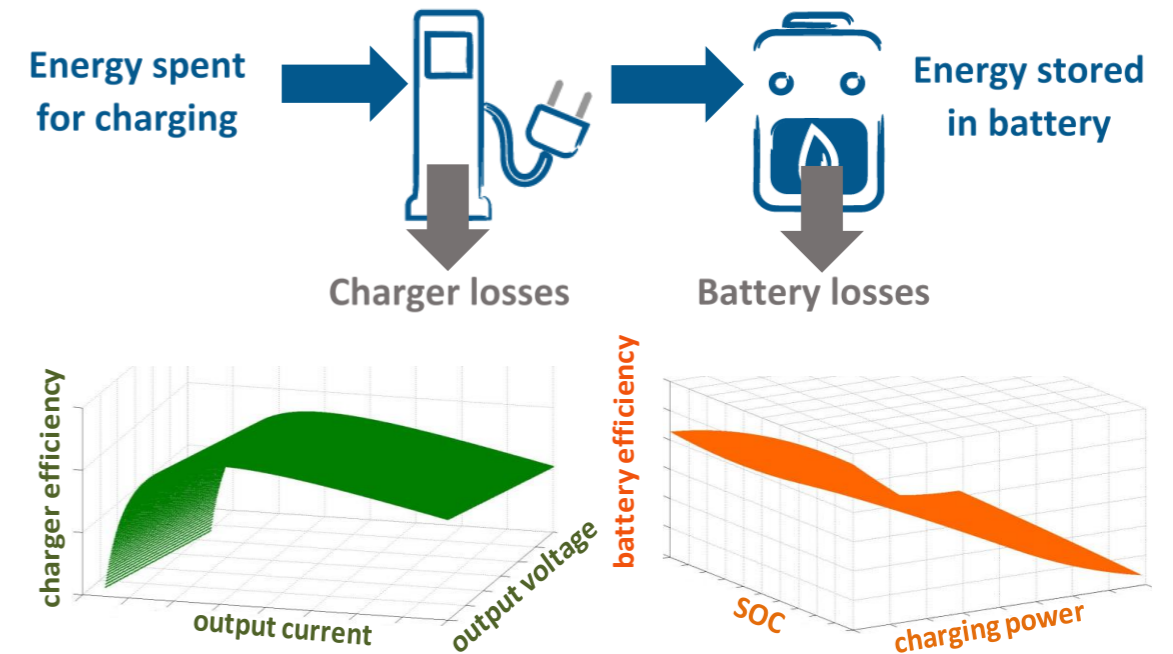 Energy spent
for charging
Energy stored
in battery
Charger losses
Battery losses
charger efficiency
output current
output voltage
battery efficiency
SOC
charging power